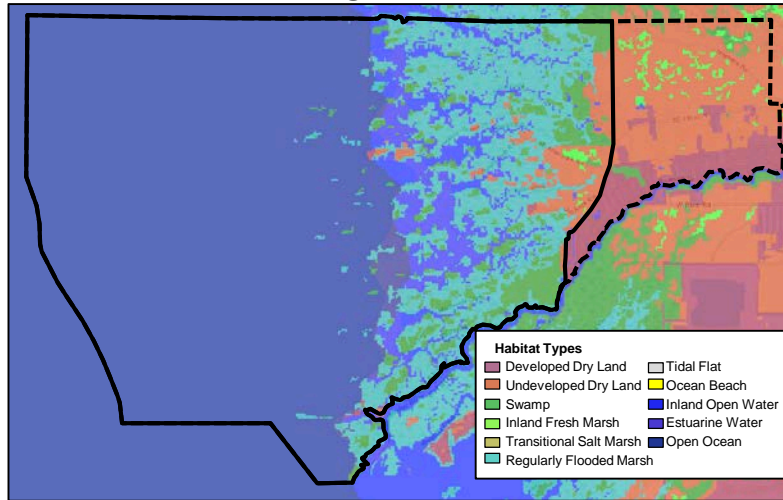 Habitat Types
Developed Dry Land
Undeveloped Dry Land
Swamp
Inland Fresh Marsh
Transitional Salt Marsh
Regularly Flooded Marsh
Tidal Flat
Ocean Beach
Inland Open Water
Estuarine Water
Open Ocean